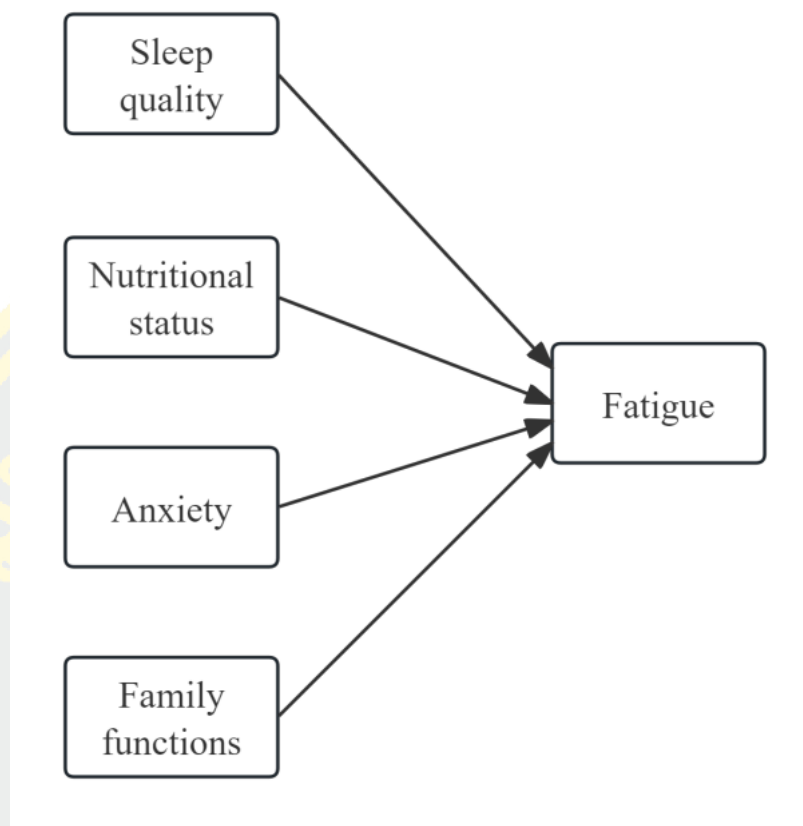 Sleep
quality
Nutritional
status
Fatigue
Anxiety
Family
functions